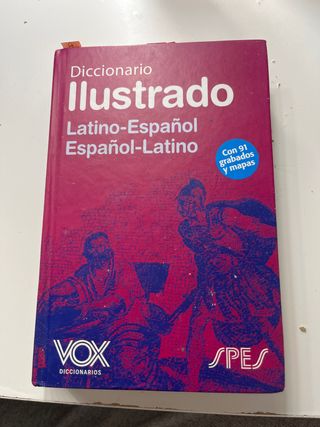 Diccionario
Ilustrado
Latino-Español
Español-Latino
Con 91
grabados
y mapas
VOX
DICCIONARIOS
SPES